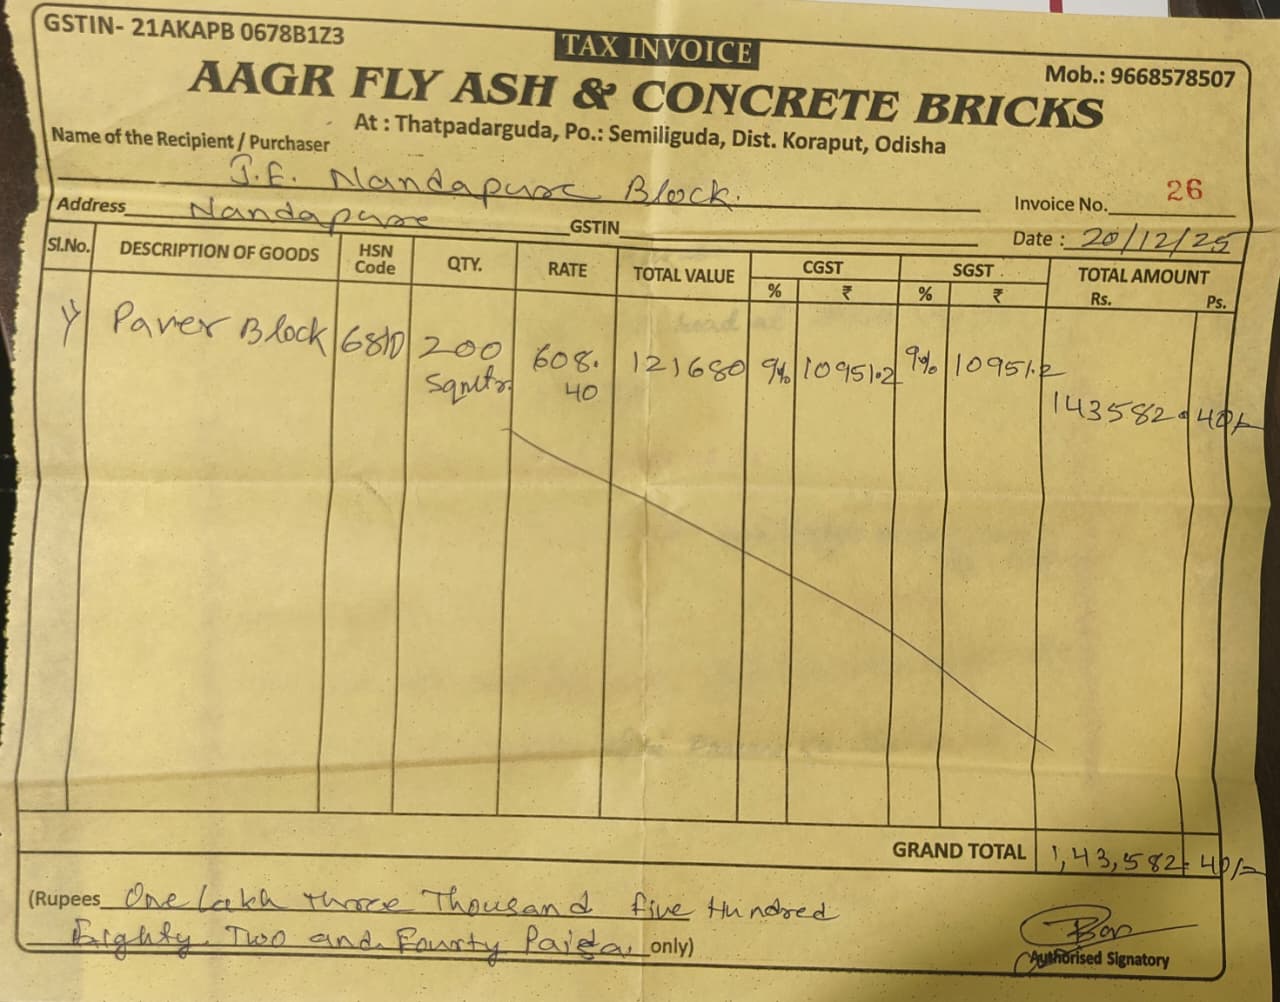 GSTIN- 21AKAPB 0678B1Z3
TAX INVOICE
Mob.: 9668578507
AAGR FLY ASH & CONCRETE BRICKS
At : Thatpadarguda, Po.: Semiliguda, Dist. Koraput, Odisha
Name of the Recipient / Purchaser
J.E. Nandapure Block.
Invoice No. 26
Address Nandapure GSTIN
Date : 20/12/25
Sl.No. DESCRIPTION OF GOODS HSN Code QTY. RATE TOTAL VALUE CGST % ₹ SGST % ₹ TOTAL AMOUNT Rs. Ps.
Paver Block 6810 200 Sqmtr. 608.40 121680 9% 10951.2 9% 10951.2 143582.40/-
GRAND TOTAL 1,43,582.40/-
(Rupees One Lakh three Thousand five Hundred
Eighty Two and Fourty Paisa only)
Authorised Signatory